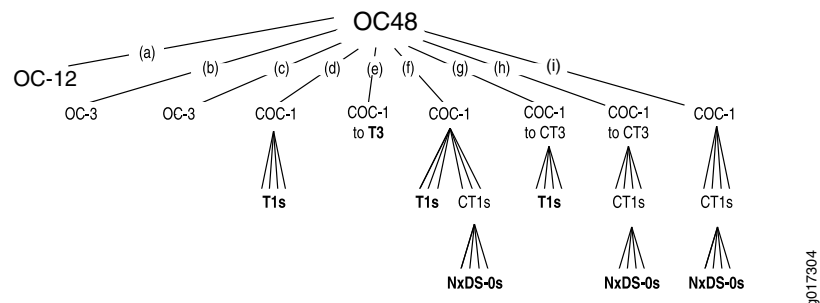 OC48
(a)
(b)
(c)
(d)
(e)
(f)
(g)
(h)
(i)
OC-12
OC-3
OC-3
COC-1
COC-1
to T3
COC-1
COC-1
to CT3
COC-1
to CT3
COC-1
T1s
T1s
CT1s
T1s
CT1s
CT1s
NxDS-0s
NxDS-0s
NxDS-0s
g017304